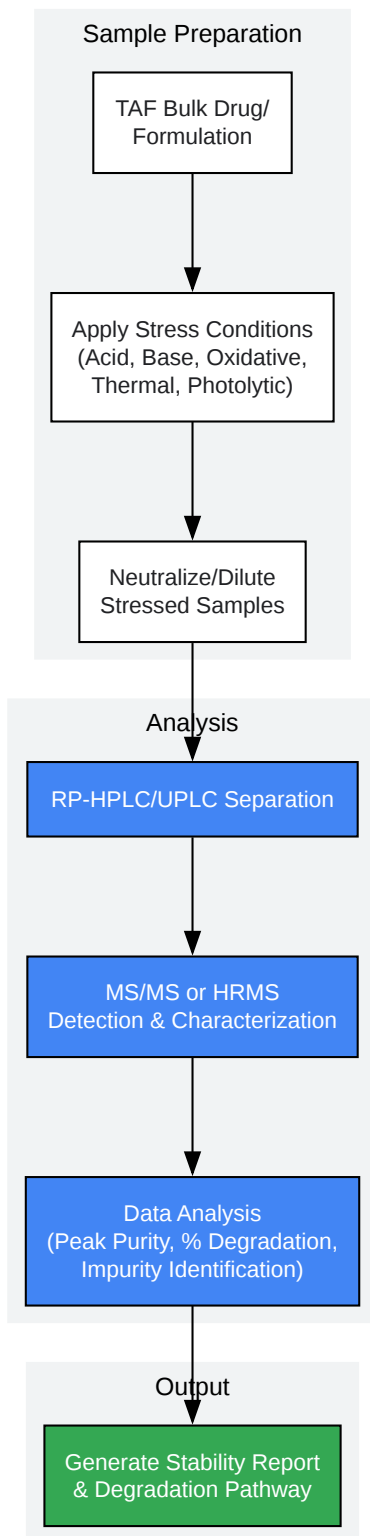 Sample Preparation
TAF Bulk Drug/
Formulation
Apply Stress Conditions
(Acid, Base, Oxidative,
Thermal, Photolytic)
Neutralize/Dilute
Stressed Samples
Analysis
RP-HPLC/UPLC Separation
MS/MS or HRMS
Detection & Characterization
Data Analysis
(Peak Purity, % Degradation,
Impurity Identification)
Output
Generate Stability Report
& Degradation Pathway